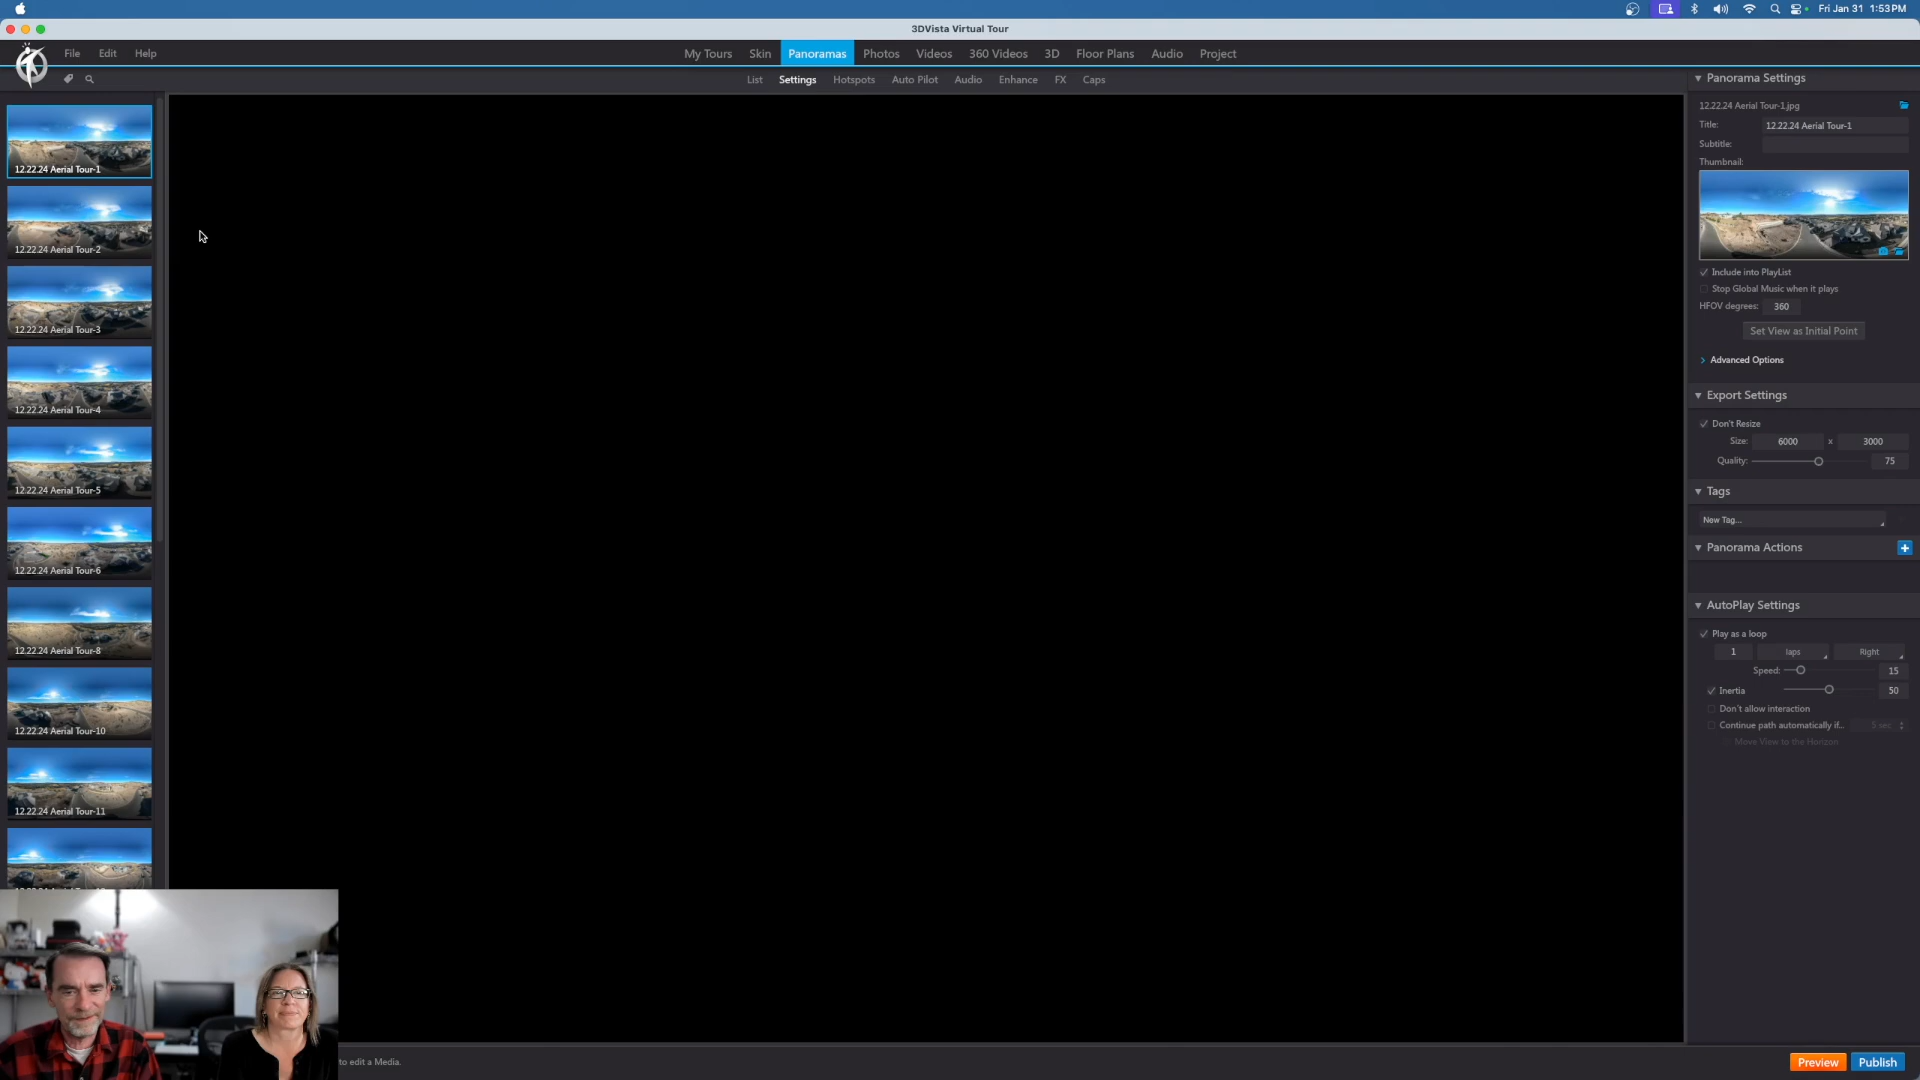 Fri Jan 31 1:53PM
3DVista Virtual Tour
File Edit Help
My Tours Skin Panoramas Photos Videos 360 Videos 3D Floor Plans Audio Project
List Settings Hotspots Auto Pilot Audio Enhance FX Caps
12.22.24 Aerial Tour-1
12.22.24 Aerial Tour-2
12.22.24 Aerial Tour-3
12.22.24 Aerial Tour-4
12.22.24 Aerial Tour-5
12.22.24 Aerial Tour-6
12.22.24 Aerial Tour-8
12.22.24 Aerial Tour-10
12.22.24 Aerial Tour-11
Panorama Settings
12.22.24 Aerial Tour-1.jpg
Title: 12.22.24 Aerial Tour-1
Subtitle:
Thumbnail:
Include into PlayList
Stop Global Music when it plays
HFOV degrees: 360
Set View as Initial Point
Advanced Options
Export Settings
Don't Resize
Size: 6000 x 3000
Quality: 75
Tags
New Tag...
Panorama Actions
AutoPlay Settings
Play as a loop
1 laps Right
Speed: 15
Inertia 50
Don't allow interaction
Continue path automatically if... 5 sec
Move View to the Horizon
to edit a Media.
Preview Publish